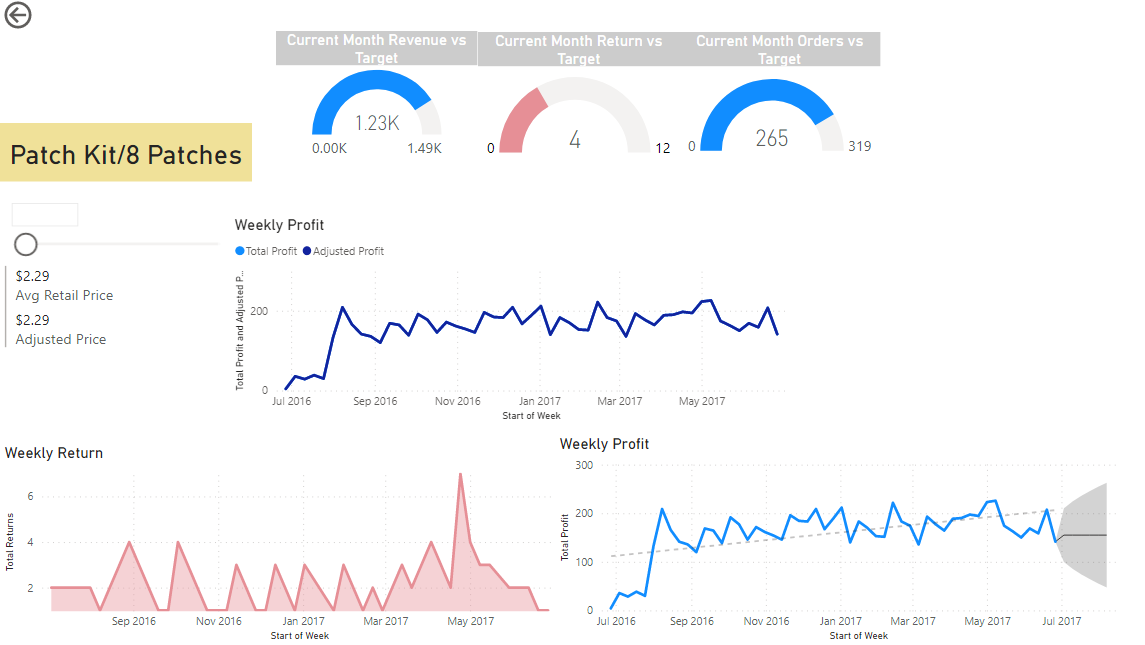 Current Month Revenue vs Target
Current Month Return vs Target
Current Month Orders vs Target
1.23K
0.00K
1.49K
4
0
12
265
0
319
Patch Kit/8 Patches
$2.29
Avg Retail Price
$2.29
Adjusted Price
Weekly Profit
Total Profit
Adjusted Profit
Total Profit and Adjusted P...
200
0
Jul 2016
Sep 2016
Nov 2016
Jan 2017
Mar 2017
May 2017
Start of Week
Weekly Return
Total Returns
6
4
2
Sep 2016
Nov 2016
Jan 2017
Mar 2017
May 2017
Start of Week
Weekly Profit
Total Profit
300
200
100
0
Jul 2016
Sep 2016
Nov 2016
Jan 2017
Mar 2017
May 2017
Jul 2017
Start of Week